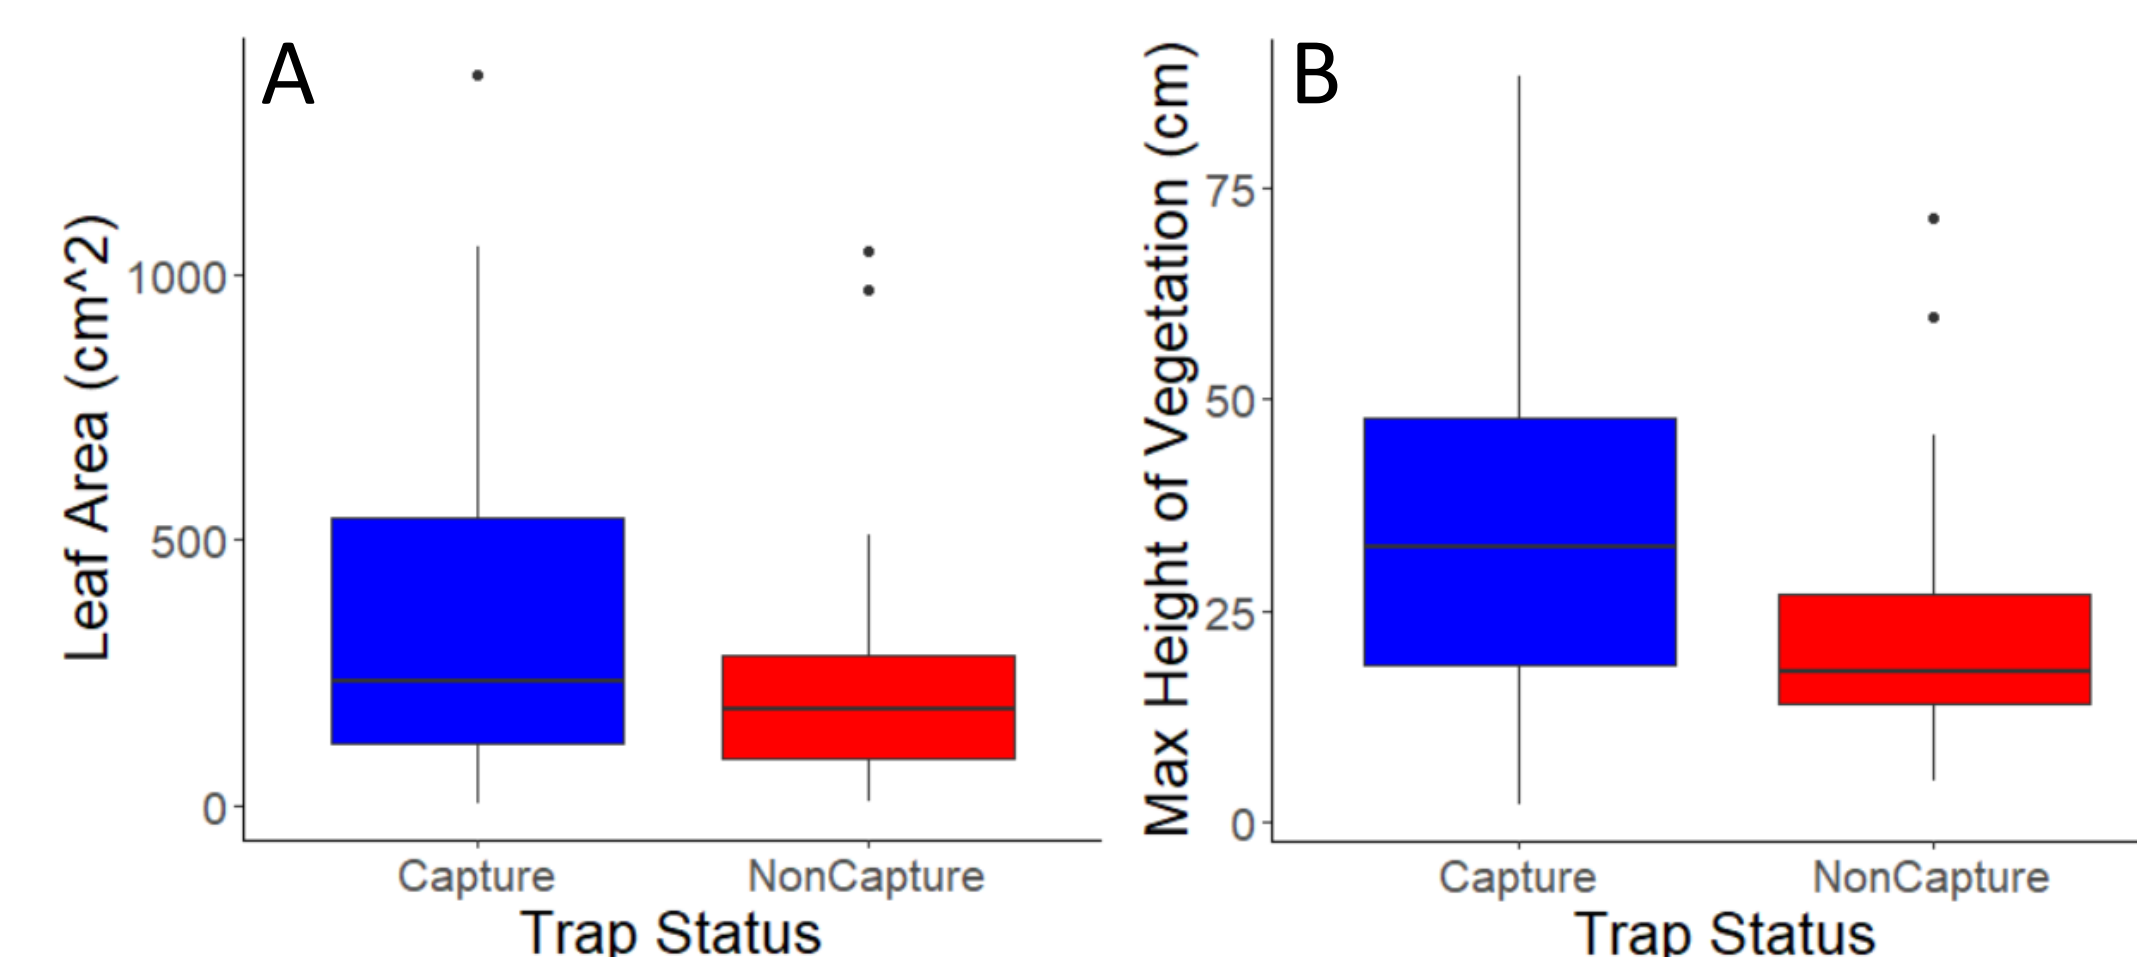 A
Leaf Area (cm^2)
1000
500
0
Capture NonCapture
Trap Status
B
Max Height of Vegetation (cm)
75
50
25
0
Capture NonCapture
Trap Status